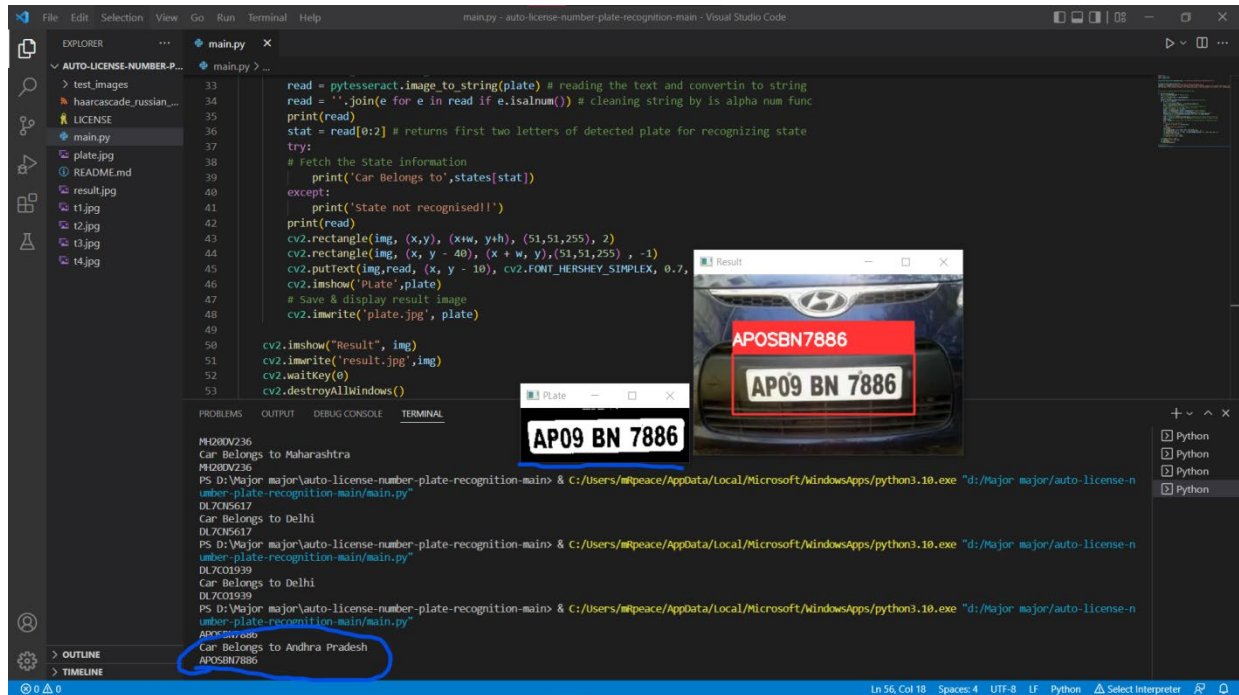 File Edit Selection View Go Run Terminal Help
main.py - auto-license-number-plate-recognition-main - Visual Studio Code
EXPLORER
AUTO-LICENSE-NUMBER-P...
test_images
haarcascade_russian_...
LICENSE
main.py
plate.jpg
README.md
result.jpg
t1.jpg
t2.jpg
t3.jpg
t4.jpg
OUTLINE
TIMELINE
main.py
main.py > ...
33 read = pytesseract.image_to_string(plate) # reading the text and convertin to string
34 read = ''.join(e for e in read if e.isalnum()) # cleaning string by is alpha num func
35 print(read)
36 stat = read[0:2] # returns first two letters of detected plate for recognizing state
37 try:
38 # Fetch the State information
39 print('Car Belongs to',states[stat])
40 except:
41 print('State not recognised!!')
42 print(read)
43 cv2.rectangle(img, (x,y), (x+w, y+h), (51,51,255), 2)
44 cv2.rectangle(img, (x, y - 40), (x + w, y),(51,51,255) , -1)
45 cv2.putText(img,read, (x, y - 10), cv2.FONT_HERSHEY_SIMPLEX, 0.7,
46 cv2.imshow('PLate',plate)
47 # Save & display result image
48 cv2.imwrite('plate.jpg', plate)
49
50 cv2.imshow("Result", img)
51 cv2.imwrite('result.jpg',img)
52 cv2.waitKey(0)
53 cv2.destroyAllWindows()
Result
APOSBN7886
AP09 BN 7886
PLate
AP09 BN 7886
PROBLEMS OUTPUT DEBUG CONSOLE TERMINAL
MH20DV236
Car Belongs to Maharashtra
MH20DV236
PS D:\Major major\auto-license-number-plate-recognition-main> & C:/Users/mRpeace/AppData/Local/Microsoft/WindowsApps/python3.10.exe "d:/Major major/auto-license-n
umber-plate-recognition-main/main.py"
DL7CN5617
Car Belongs to Delhi
DL7CN5617
PS D:\Major major\auto-license-number-plate-recognition-main> & C:/Users/mRpeace/AppData/Local/Microsoft/WindowsApps/python3.10.exe "d:/Major major/auto-license-n
umber-plate-recognition-main/main.py"
DL7CO1939
Car Belongs to Delhi
DL7CO1939
PS D:\Major major\auto-license-number-plate-recognition-main> & C:/Users/mRpeace/AppData/Local/Microsoft/WindowsApps/python3.10.exe "d:/Major major/auto-license-n
umber-plate-recognition-main/main.py"
APOSBN7886
Car Belongs to Andhra Pradesh
APOSBN7886
Python
Python
Python
Python
0 0
Ln 56, Col 18 Spaces: 4 UTF-8 LF Python Select Interpreter